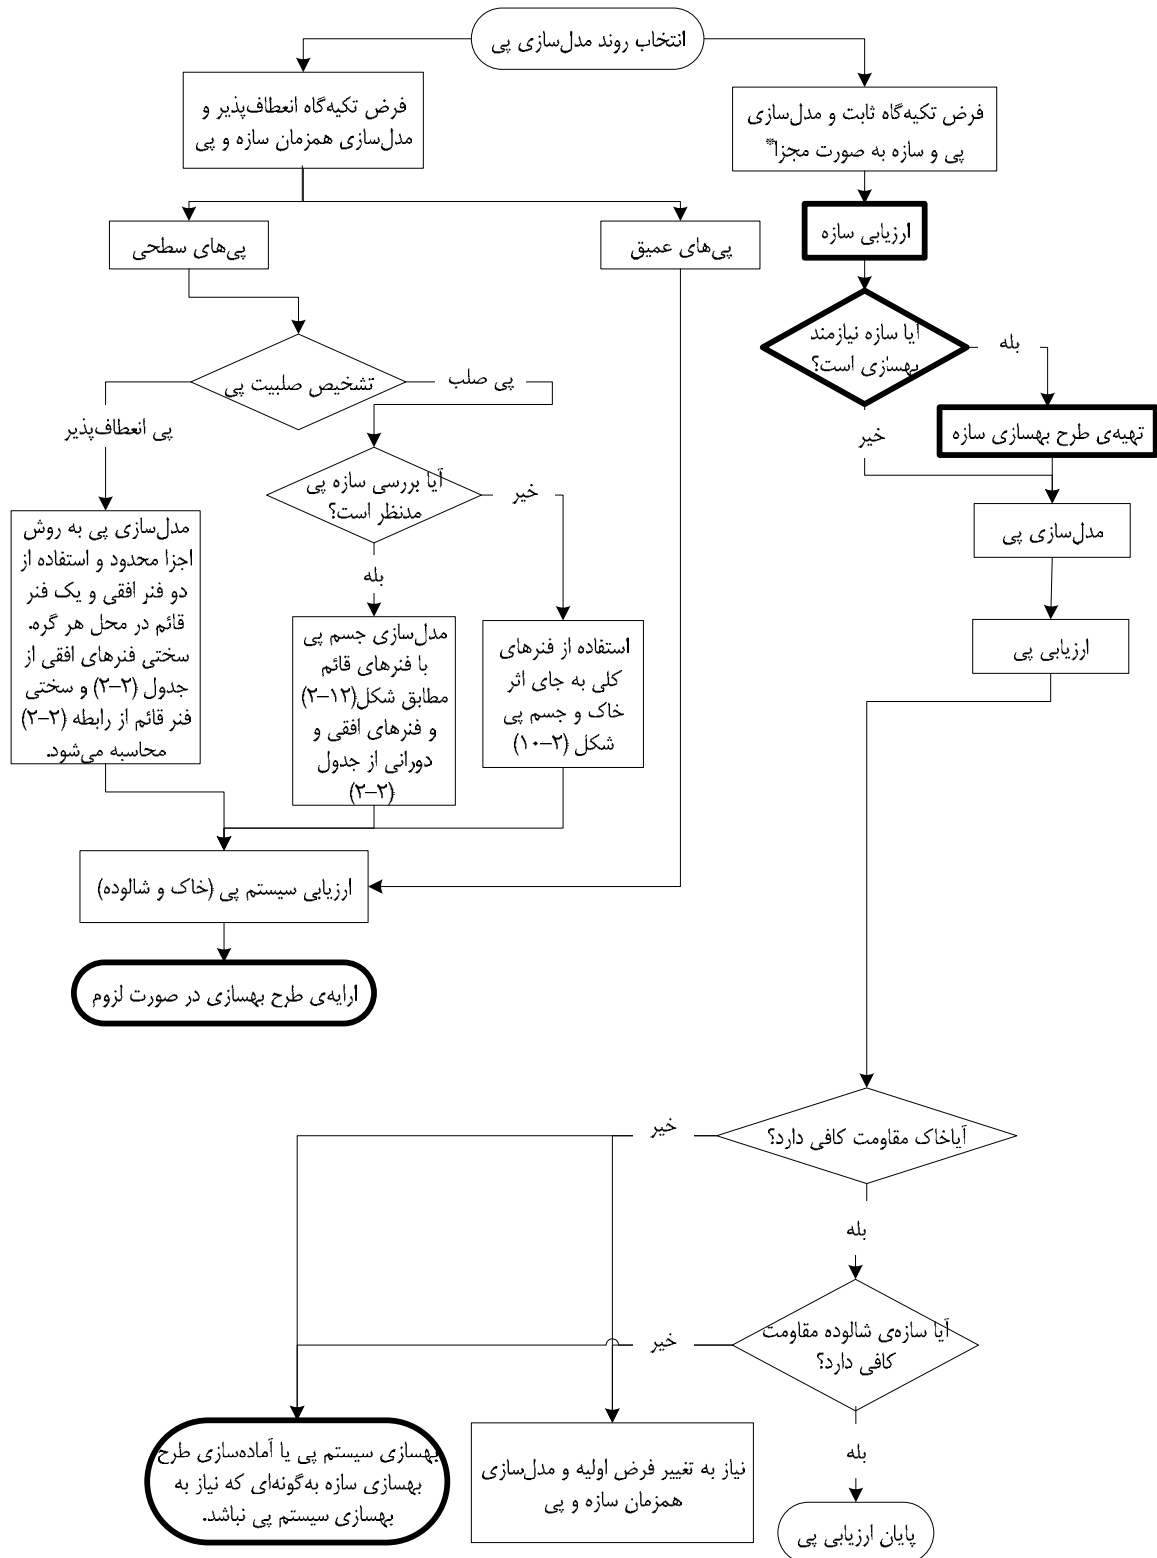 انتخاب روند مدل‌سازی پی
فرض تکیه‌گاه ثابت و مدل‌سازی
پی و سازه به صورت مجزا*
ارزیابی سازه
آیا سازه نیازمند
بهسازی است؟
بله
خیر
تهیه‌ی طرح بهسازی سازه
مدل‌سازی پی
ارزیابی پی
فرض تکیه‌گاه انعطاف‌پذیر و
مدل‌سازی همزمان سازه و پی
پی‌های عمیق
پی‌های سطحی
تشخیص صلبیت پی
پی صلب
پی انعطاف‌پذیر
آیا بررسی سازه پی
مدنظر است؟
خیر
بله
استفاده از فنرهای
کلی به جای اثر
خاک و جسم پی
شکل (۲–۱۰)
مدل‌سازی جسم پی
با فنرهای قائم
مطابق شکل(۲–۱۲)
و فنرهای افقی و
دورانی از جدول
(۲–۲)
مدل‌سازی پی به روش
اجزا محدود و استفاده از
دو فنر افقی و یک فنر
قائم در محل هر گره.
سختی فنرهای افقی از
جدول (۲–۲) و سختی
فنر قائم از رابطه (۲–۲)
محاسبه می‌شود.
ارزیابی سیستم پی (خاک و شالوده)
ارایه‌ی طرح بهسازی در صورت لزوم
آیاخاک مقاومت کافی دارد؟
خیر
بله
آیا سازه‌ی شالوده مقاومت
کافی دارد؟
خیر
بله
پایان ارزیابی پی
نیاز به تغییر فرض اولیه و مدل‌سازی
همزمان سازه و پی
بهسازی سیستم پی یا آماده‌سازی طرح
بهسازی سازه به‌گونه‌ای که نیاز به
بهسازی سیستم پی نباشد.